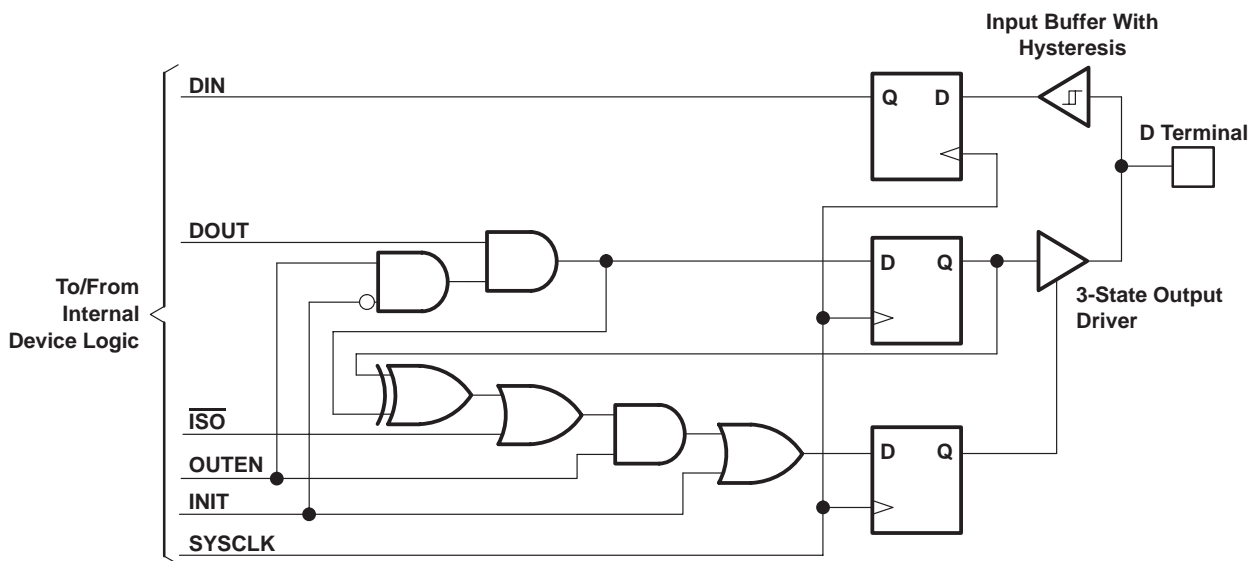 Input Buffer With
Hysteresis
DIN
Q D
D Terminal
DOUT
D Q
To/From
Internal
Device Logic
3-State Output
Driver
ISO
OUTEN
D Q
INIT
SYSCLK